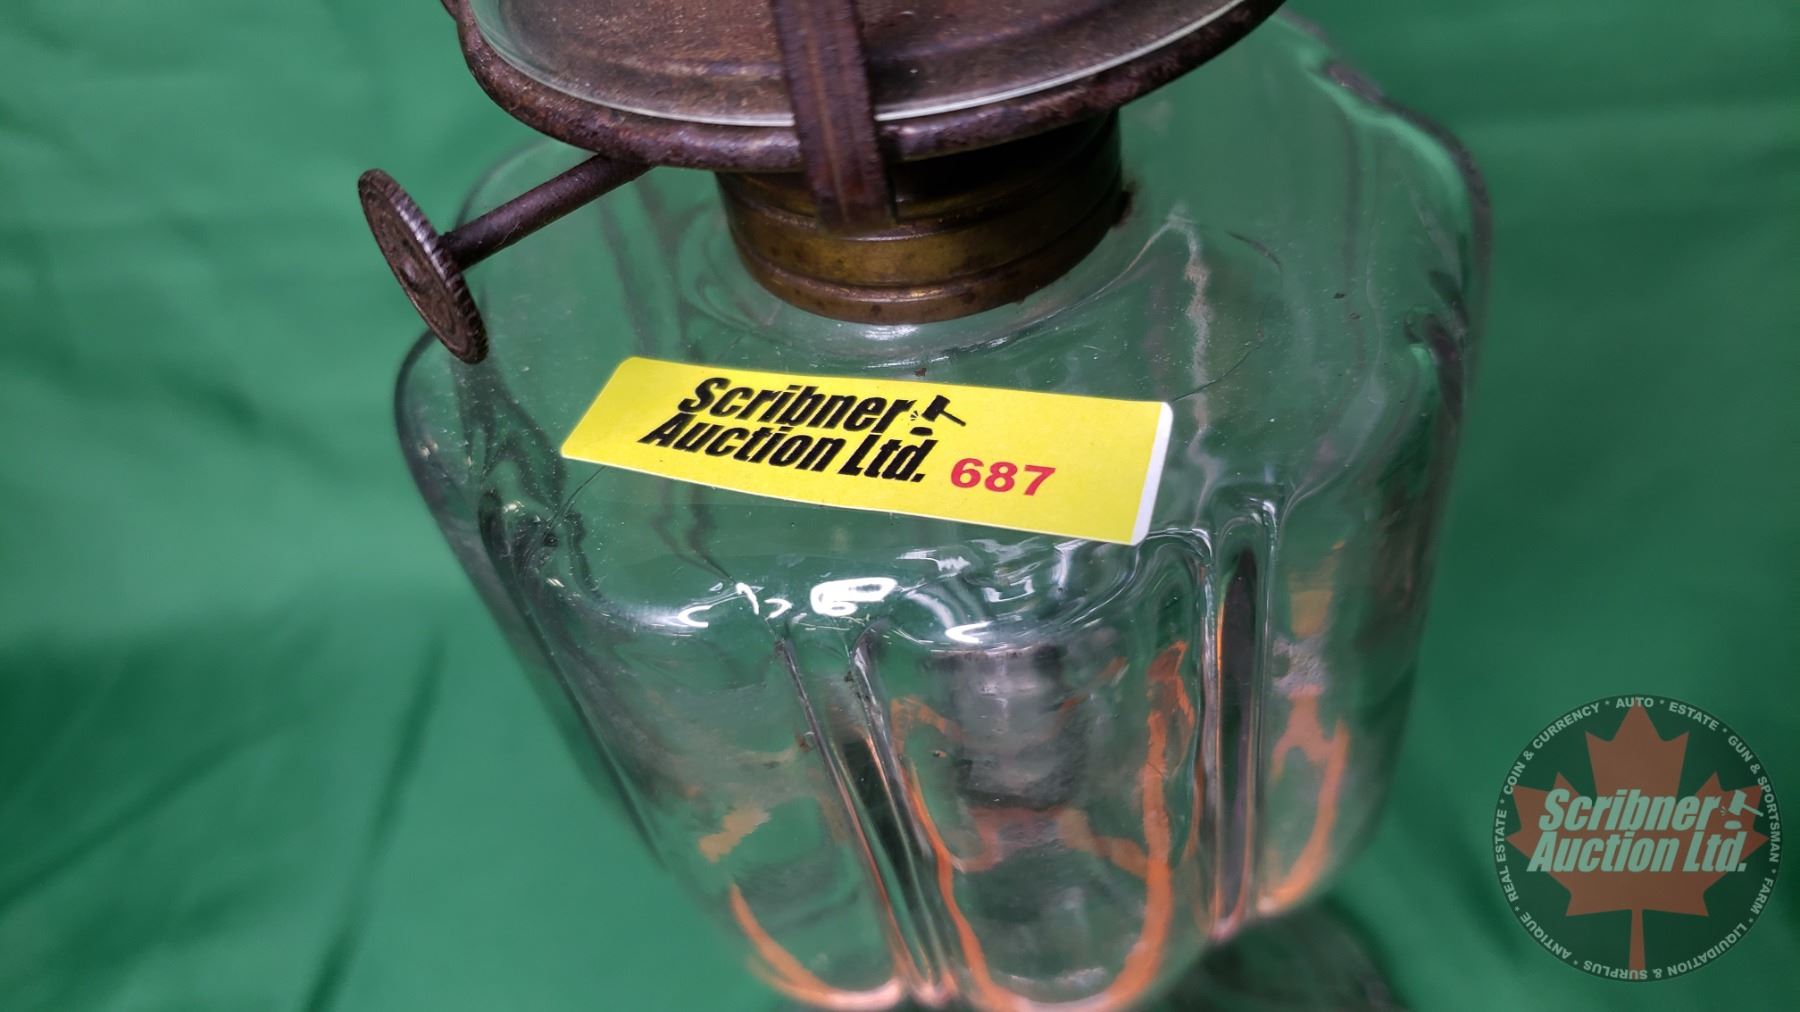 Scribner
Auction Ltd. 687
COIN & CURRENCY * AUTO * ESTATE * GUN & SPORTSMAN * FARM * LIQUIDATION & SURPLUS * ANTIQUE * REAL ESTATE *
Scribner
Auction Ltd.